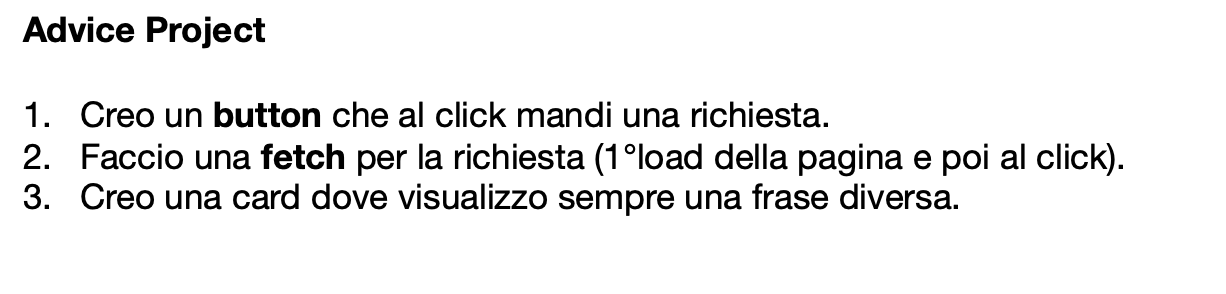 Advice Project
1. Creo un button che al click mandi una richiesta.
2. Faccio una fetch per la richiesta (1°load della pagina e poi al click).
3. Creo una card dove visualizzo sempre una frase diversa.